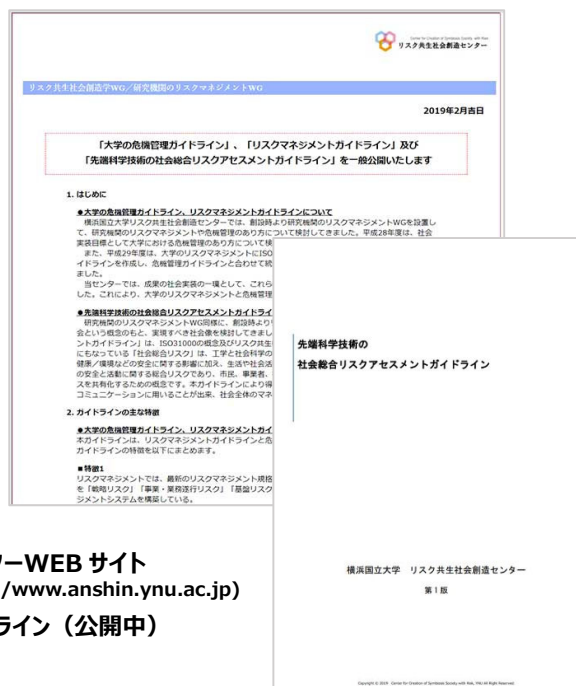 リスク共生社会創造センター
リスク共生社会創造学WG／研究機関のリスクマネジメントWG
2019年2月吉日
「大学の危機管理ガイドライン」、「リスクマネジメントガイドライン」及び
「先端科学技術の社会総合リスクアセスメントガイドライン」を一般公開いたします
1. はじめに
●大学の危機管理ガイドライン、リスクマネジメントガイドラインについて
横浜国立大学リスク共生社会創造センターでは、創設時より研究機関のリスクマネジメントWGを設置し
て、研究機関のリスクマネジメントや危機管理のあり方について検討してきました。平成28年度は、社会
実装目標として大学における危機管理のあり方について検
また、平成29年度は、大学のリスクマネジメントにISO
イドラインを作成し、危機管理ガイドラインと合わせて統
ました。
当センターでは、成果の社会実装の一環として、これら
した。これにより、大学のリスクマネジメントと危機管理
●先端科学技術の社会総合リスクアセスメントガイドライ
研究機関のリスクマネジメントWG同様に、創設時より
会という概念のもと、実現すべき社会像を検討してきまし
ントガイドライン」は、ISO31000の概念及びリスク共生
にもなっている「社会総合リスク」は、工学と社会科学の
健康／環境などの安全に関する影響に加え、生活や社会活
の安全と活動に関する総合リスクであり、市民、事業者、
スを共有化するための概念です。本ガイドラインにより得
コミュニケーションに用いることが出来、社会全体のマネ
2. ガイドラインの主な特徴
●大学の危機管理ガイドライン、リスクマネジメントガイ
本ガイドラインは、リスクマネジメントガイドラインと危
ガイドラインの特徴を以下にまとめます。
■特徴1
リスクマネジメントでは、最新のリスクマネジメント規格
を「戦略リスク」「事業・業務遂行リスク」「基盤リスク
ジメントシステムを構築している。
先端科学技術の
社会総合リスクアセスメントガイドライン
横浜国立大学　リスク共生社会創造センター
第1版
Copyright © 2019 Center for Creation of Symbiosis Society with Risk, YNU All Right Reserved.
ーWEB サイト
/www.anshin.ynu.ac.jp)
ライン（公開中）